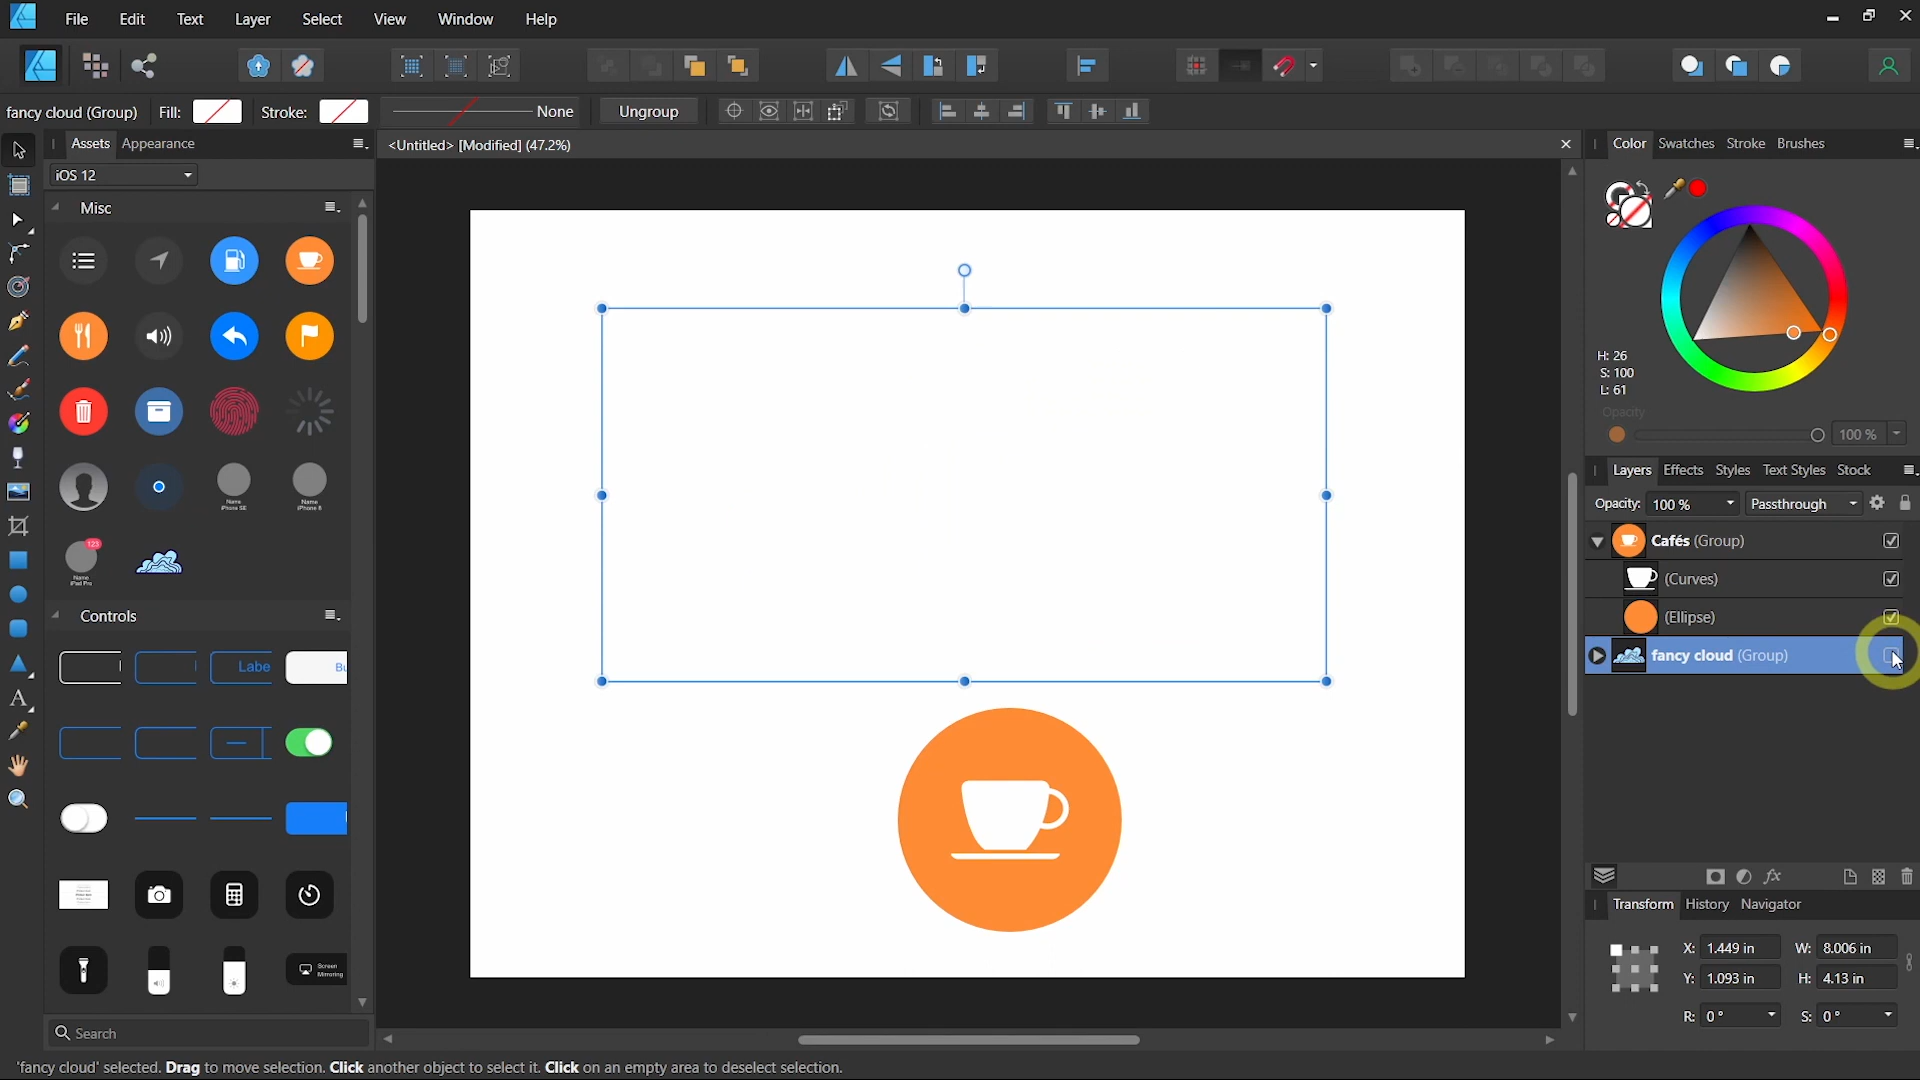 File Edit Text Layer Select View Window Help
fancy cloud (Group) Fill: Stroke: None Ungroup
Assets Appearance
<Untitled> [Modified] (47.2%)
Color Swatches Stroke Brushes
iOS 12
Misc
H: 26
S: 100
L: 61
Opacity
100 %
Layers Effects Styles Text Styles Stock
Opacity: 100 % Passthrough
Cafés (Group)
(Curves)
(Ellipse)
fancy cloud (Group)
Name
iPhone SE
Name
iPhone 8
123
Name
iPad Pro
Controls
Labe
Bu
Screen
Mirroring
Transform History Navigator
X: 1.449 in W: 8.006 in
Y: 1.093 in H: 4.13 in
R: 0° S: 0°
Search
'fancy cloud' selected. Drag to move selection. Click another object to select it. Click on an empty area to deselect selection.